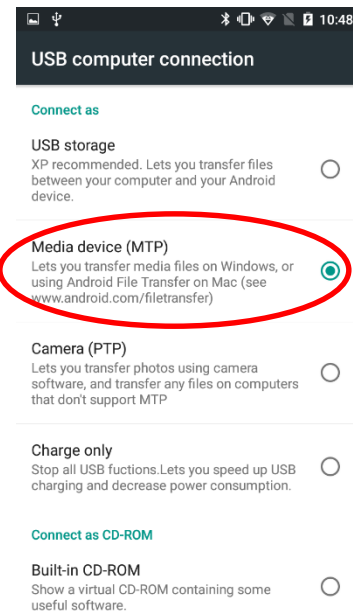 10:48
USB computer connection
Connect as
USB storage
XP recommended. Lets you transfer files
between your computer and your Android
device.
Media device (MTP)
Lets you transfer media files on Windows, or
using Android File Transfer on Mac (see
www.android.com/filetransfer)
Camera (PTP)
Lets you transfer photos using camera
software, and transfer any files on computers
that don't support MTP
Charge only
Stop all USB fuctions.Lets you speed up USB
charging and decrease power consumption.
Connect as CD-ROM
Built-in CD-ROM
Show a virtual CD-ROM containing some
useful software.